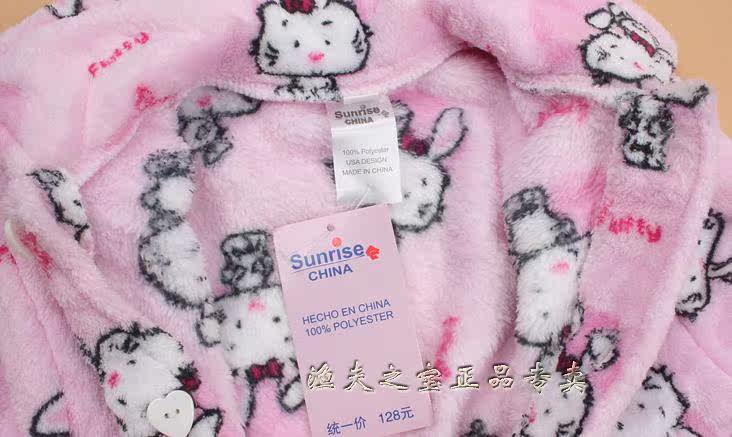 Fluffy
Sunrise
CHINA
100% Polyester
USA DESIGN
MADE IN CHINA
Fluffy
Sunrise
CHINA
HECHO EN CHINA
100% POLYESTER
渔夫之宝正品专卖
统一价 128元